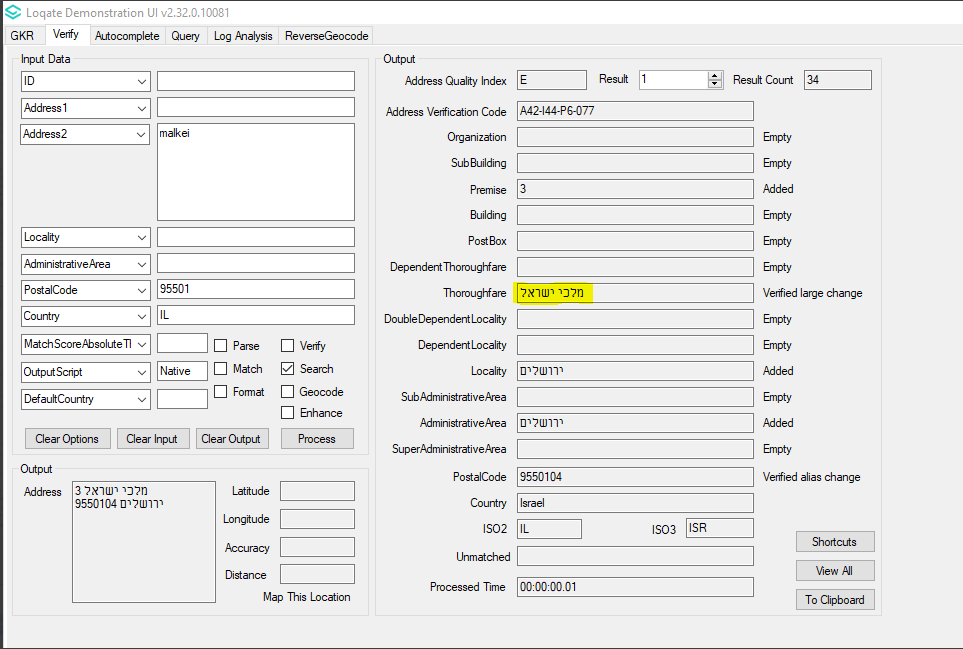 Loqate Demonstration UI v2.32.0.10081
GKR Verify Autocomplete Query Log Analysis ReverseGeocode
Input Data
ID
Address1
Address2 malkei
Locality
AdministrativeArea
PostalCode 95501
Country IL
MatchScoreAbsoluteTl Parse Verify
OutputScript Native Match Search
DefaultCountry Format Geocode
Enhance
Clear Options Clear Input Clear Output Process
Output
Address
מלכי ישראל 3
ירושלים 9550104
Latitude
Longitude
Accuracy
Distance
Map This Location
Output
Address Quality Index E Result 1 Result Count 34
Address Verification Code A42-I44-P6-077
Organization Empty
SubBuilding Empty
Premise 3 Added
Building Empty
PostBox Empty
DependentThoroughfare Empty
Thoroughfare מלכי ישראל Verified large change
DoubleDependentLocality Empty
DependentLocality Empty
Locality ירושלים Added
SubAdministrativeArea Empty
AdministrativeArea ירושלים Added
SuperAdministrativeArea Empty
PostalCode 9550104 Verified alias change
Country Israel
ISO2 IL ISO3 ISR
Unmatched
Processed Time 00:00:00.01
Shortcuts
View All
To Clipboard